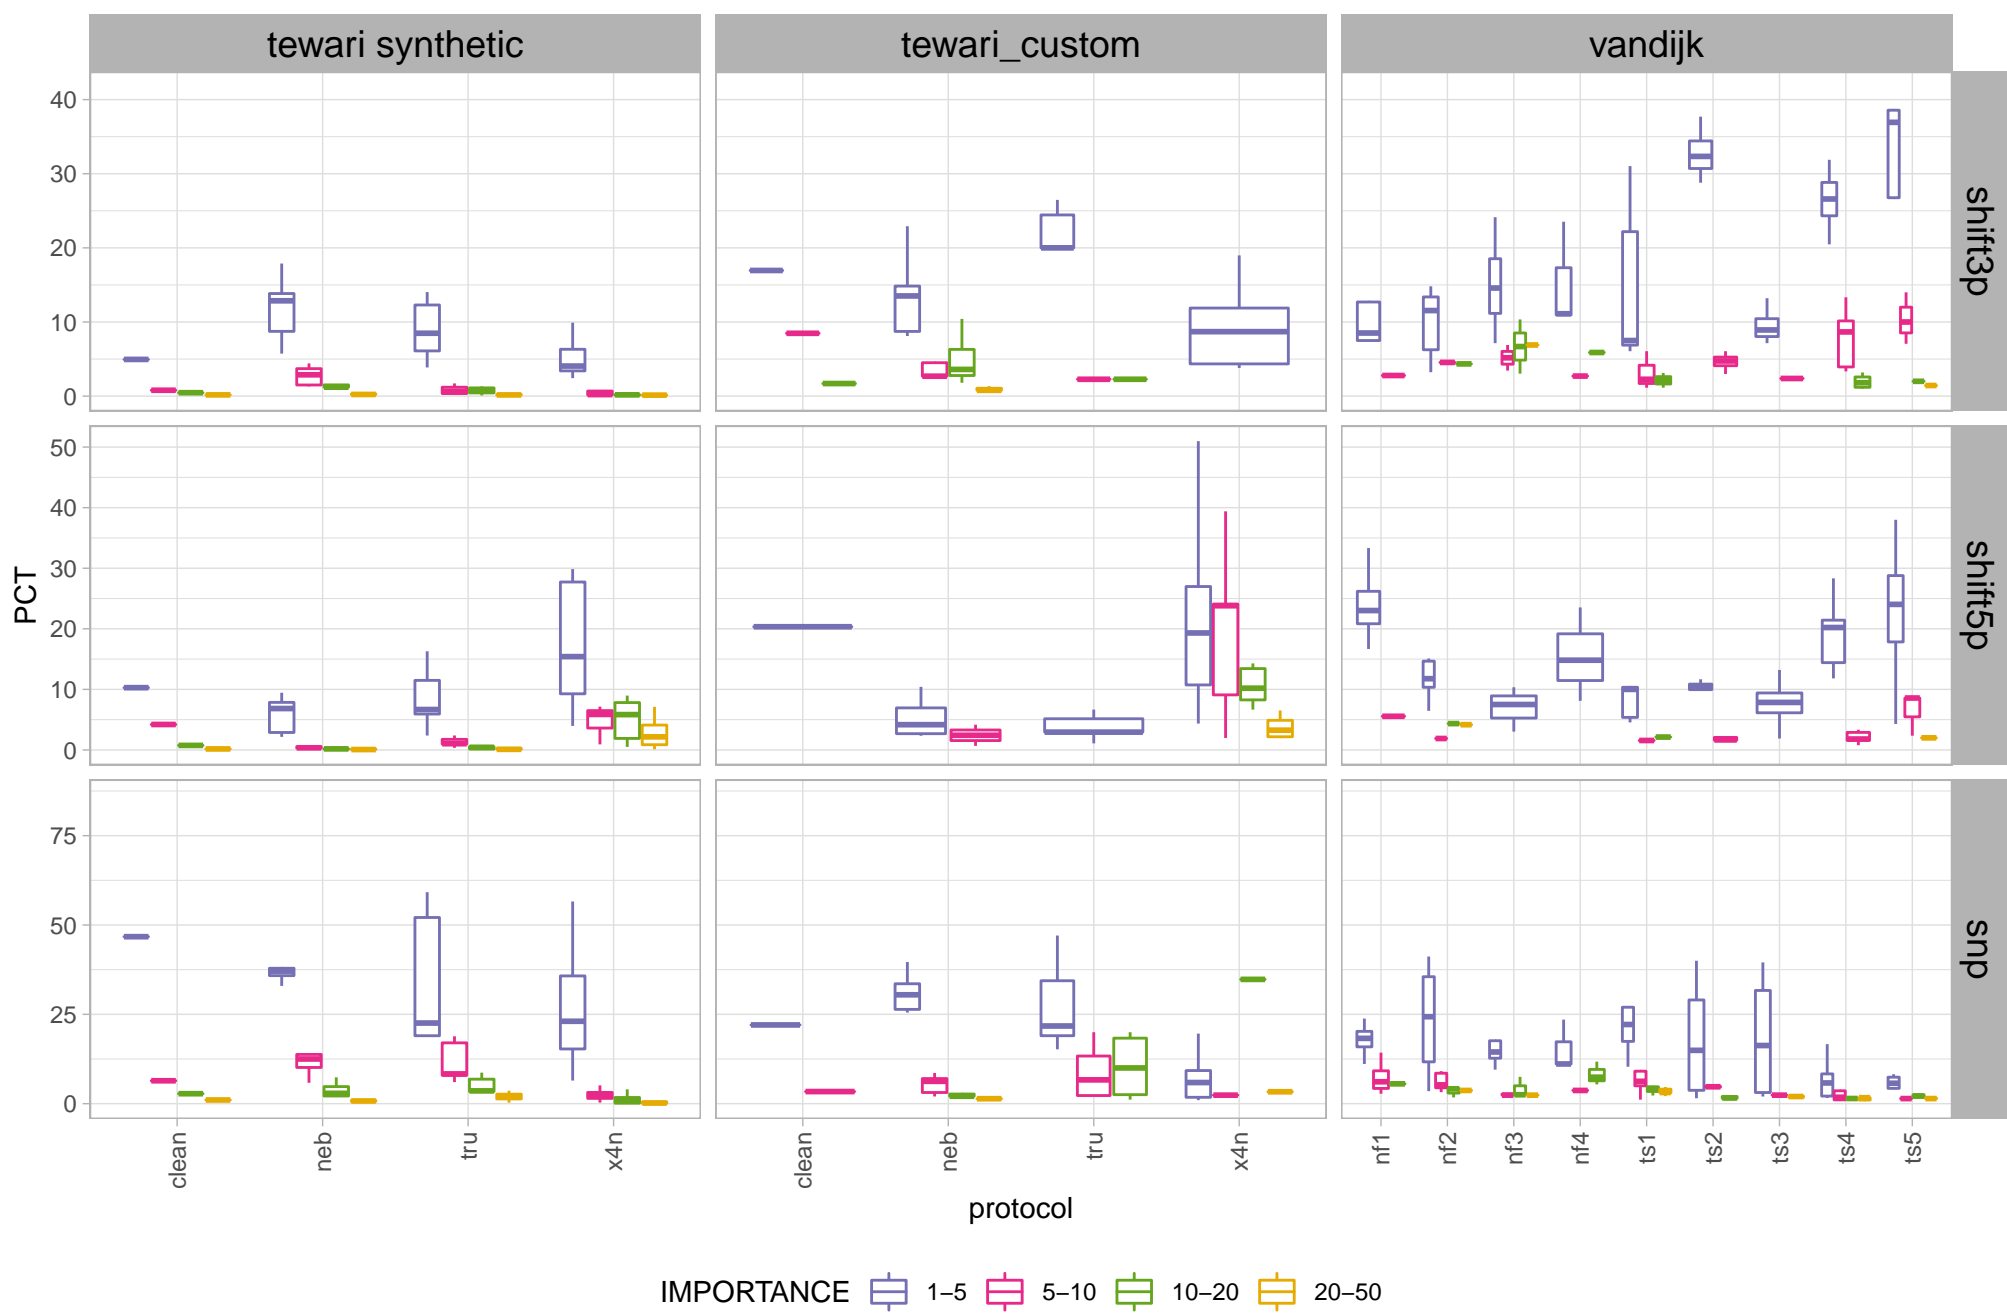 tewari synthetic
tewari_custom
vandijk
40
30
20
10
0
shift3p
50
40
30
20
10
0
shift5p
75
50
25
0
snp
PCT
clean
neb
tru
x4n
clean
neb
tru
x4n
nf1
nf2
nf3
nf4
ts1
ts2
ts3
ts4
ts5
protocol
IMPORTANCE 1–5 5–10 10–20 20–50